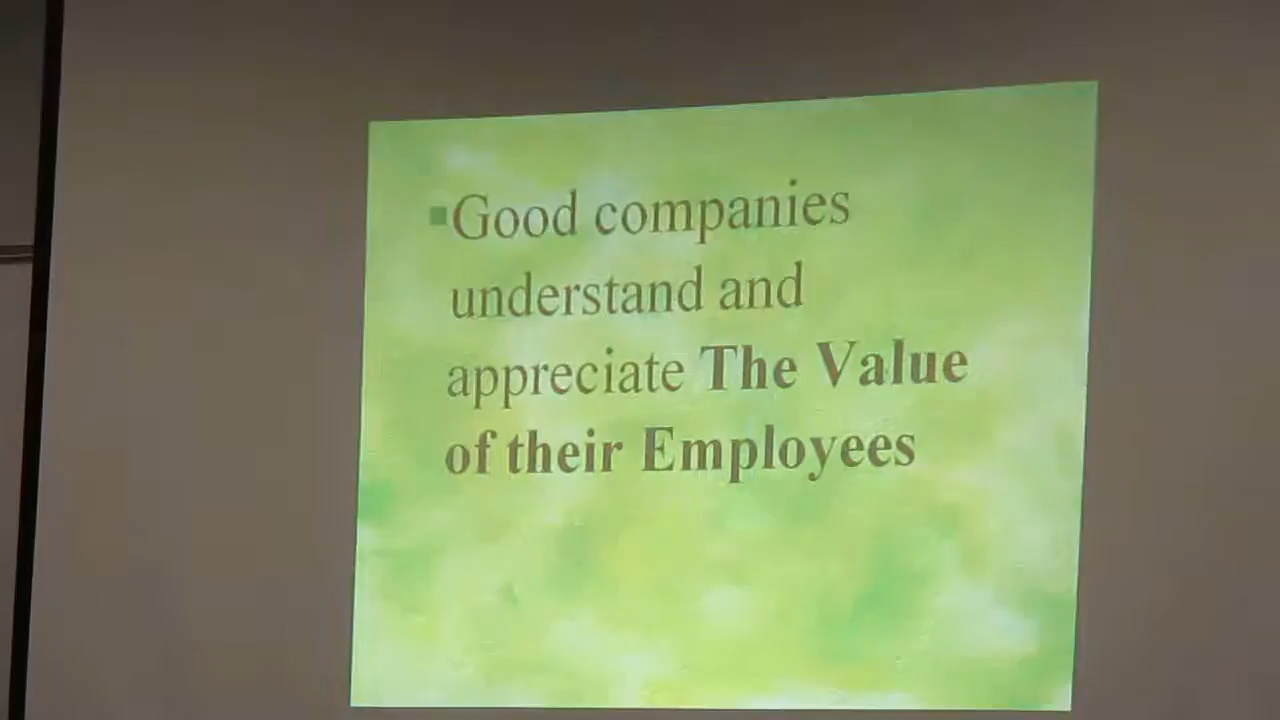 Good companies
understand and
appreciate The Value
of their Employees